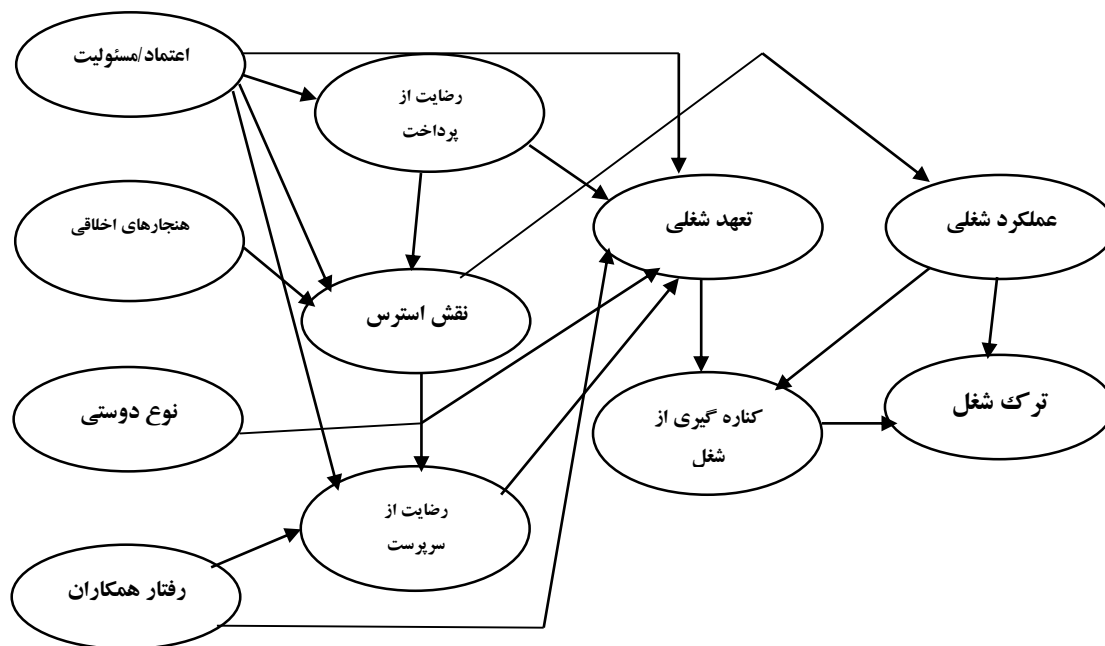 اعتماد/مسئولیت
رضایت از
پرداخت
هنجارهای اخلاقی
تعهد شغلی
عملکرد شغلی
نقش استرس
نوع دوستی
کناره گیری از
شغل
ترک شغل
رضایت از
سرپرست
رفتار همکاران